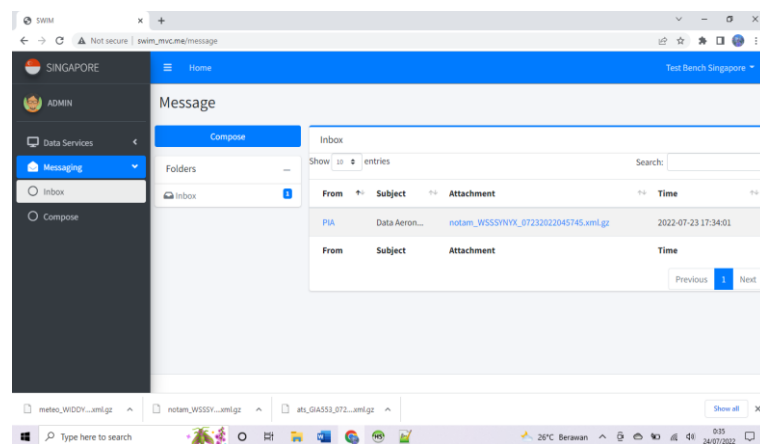 SWIM
Not secure | swim_mvc.me/message
SINGAPORE
Home
Test Bench Singapore
ADMIN
Message
Data Services
Messaging
Inbox
Compose
Compose
Folders
Inbox
1
Inbox
Show 10 entries
Search:
From Subject Attachment Time
PIA Data Aeron... notam_WSSSYNYX_07232022045745.xml.gz 2022-07-23 17:34:01
From Subject Attachment Time
Previous 1 Next
meteo_WIDDY....xml.gz
notam_WSSSY....xml.gz
ats_GIA553_072....xml.gz
Show all
Type here to search
26°C Berawan
0:35
24/07/2022